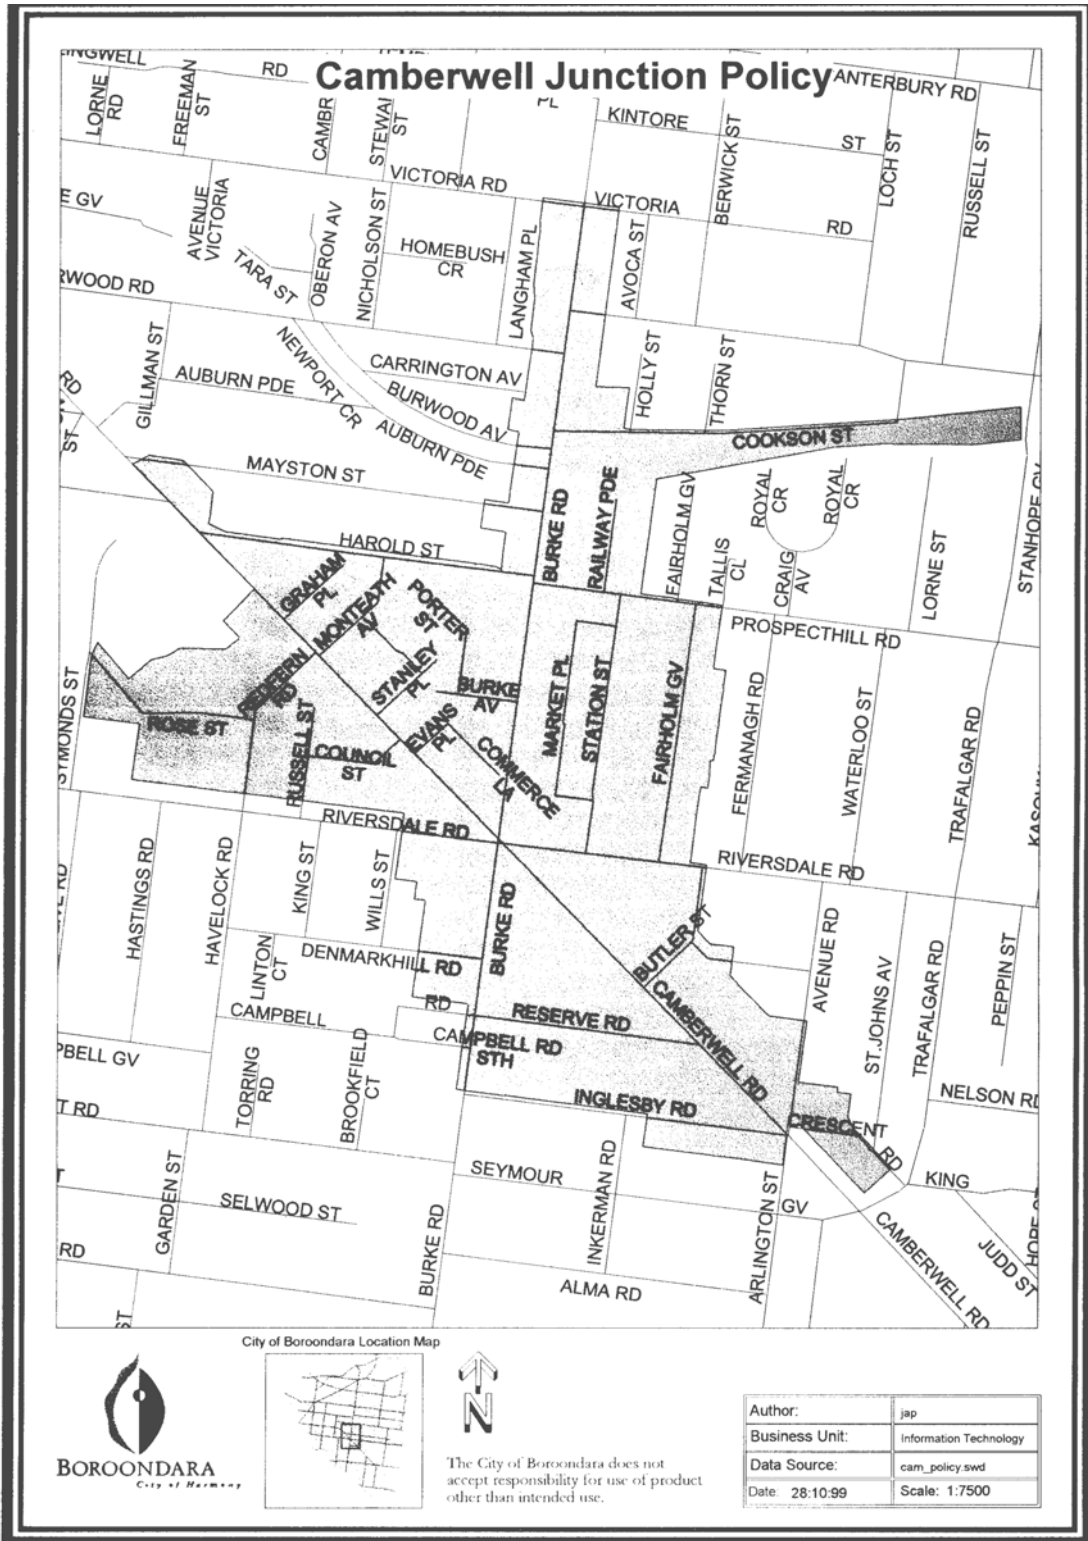 Camberwell Junction Policy
RD
LORNE
RD
FREEMAN
ST
ST
KINTORE
ST
BERWICK ST
LOCH ST
RUSSELL ST
VICTORIA RD
VICTORIA
RD
AVENUE
VICTORIA
TARA ST
OBERON AV
NICHOLSON ST
HOMEBUSH
CR
LANGHAM PL
AVOCA ST
GILLMAN ST
AUBURN PDE
NEWPORT CR
CARRINGTON AV
BURWOOD AV
AUBURN PDE
HOLLY ST
THORN ST
RD
ST
COOKSON ST
MAYSTON ST
HAROLD ST
BURKE RD
RAILWAY PDE
FAIRHOLM GV
TALLIS
CL
ROYAL
CR
ROYAL
CR
CRAIG
AV
LORNE ST
STANHOPE GV
GRAHAM
PL
MONTEATH
AV
PORTER
ST
PROSPECTHILL RD
STANLEY
PL
BURKE
AV
REDFERN
RD
ROSE ST
RUSSELL ST
COUNCIL
ST
EVANS
PL
COMMERCE
LA
MARKET PL
STATION ST
FAIRHOLM GV
FERMANAGH RD
WATERLOO ST
TRAFALGAR RD
SYMONDS ST
RIVERSDALE RD
RIVERSDALE RD
HASTINGS RD
HAVELOCK RD
KING ST
WILLS ST
BURKE RD
BUTLER ST
AVENUE RD
ST.JOHNS AV
TRAFALGAR RD
PEPPIN ST
DENMARKHILL RD
LINTON
CT
CAMPBELL
RD
RESERVE RD
CAMPBELL RD
STH
CAMBERWELL RD
TORRING
RD
BROOKFIELD
CT
INGLESBY RD
CRESCENT
RD
NELSON RD
GARDEN ST
SELWOOD ST
SEYMOUR
GV
INKERMAN RD
KING
BURKE RD
ALMA RD
ARLINGTON ST
CAMBERWELL RD
JUDD ST
RD
ST
City of Boroondara Location Map
BOROONDARA
City of Harmony
N
The City of Boroondara does not
accept responsibility for use of product
other than intended use.
Author: jap
Business Unit: Information Technology
Data Source: cam_policy.swd
Date: 28:10:99 Scale: 1:7500